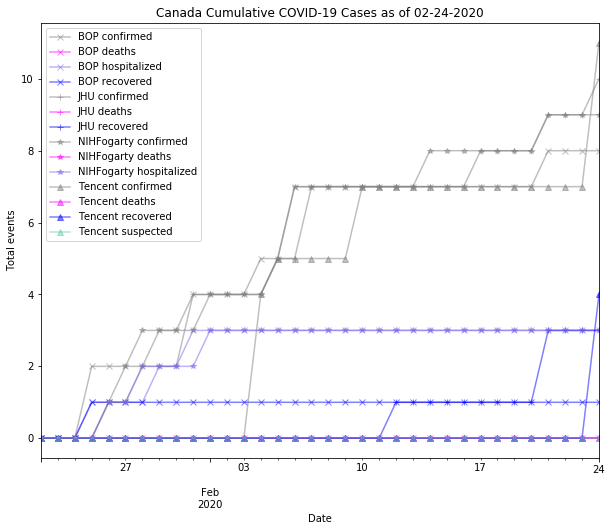 Canada Cumulative COVID-19 Cases as of 02-24-2020
BOP confirmed
BOP deaths
BOP hospitalized
BOP recovered
JHU confirmed
JHU deaths
JHU recovered
NIHFogarty confirmed
NIHFogarty deaths
NIHFogarty hospitalized
Tencent confirmed
Tencent deaths
Tencent recovered
Tencent suspected
Total events
10
8
6
4
2
0
27
03
10
17
24
Feb
2020
Date